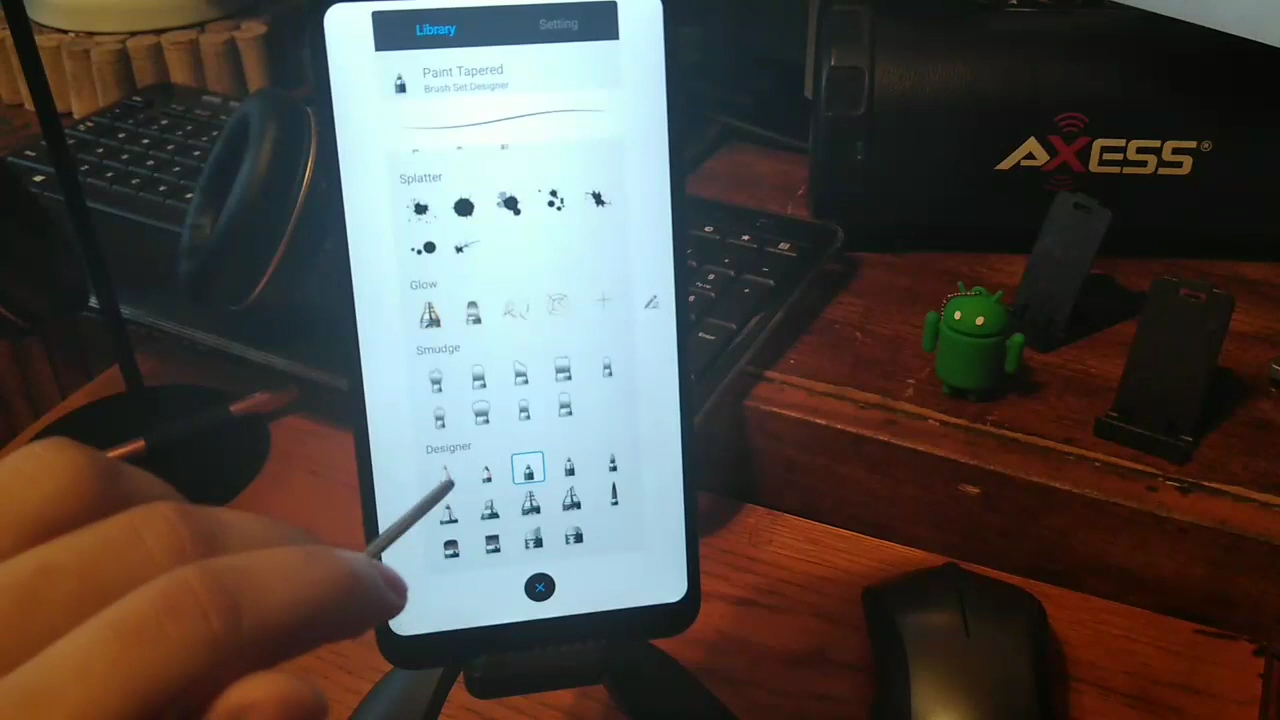 Library
Setting
Paint Tapered
Brush Set Designer
Splatter
Glow
Smudge
Designer
AXESS®